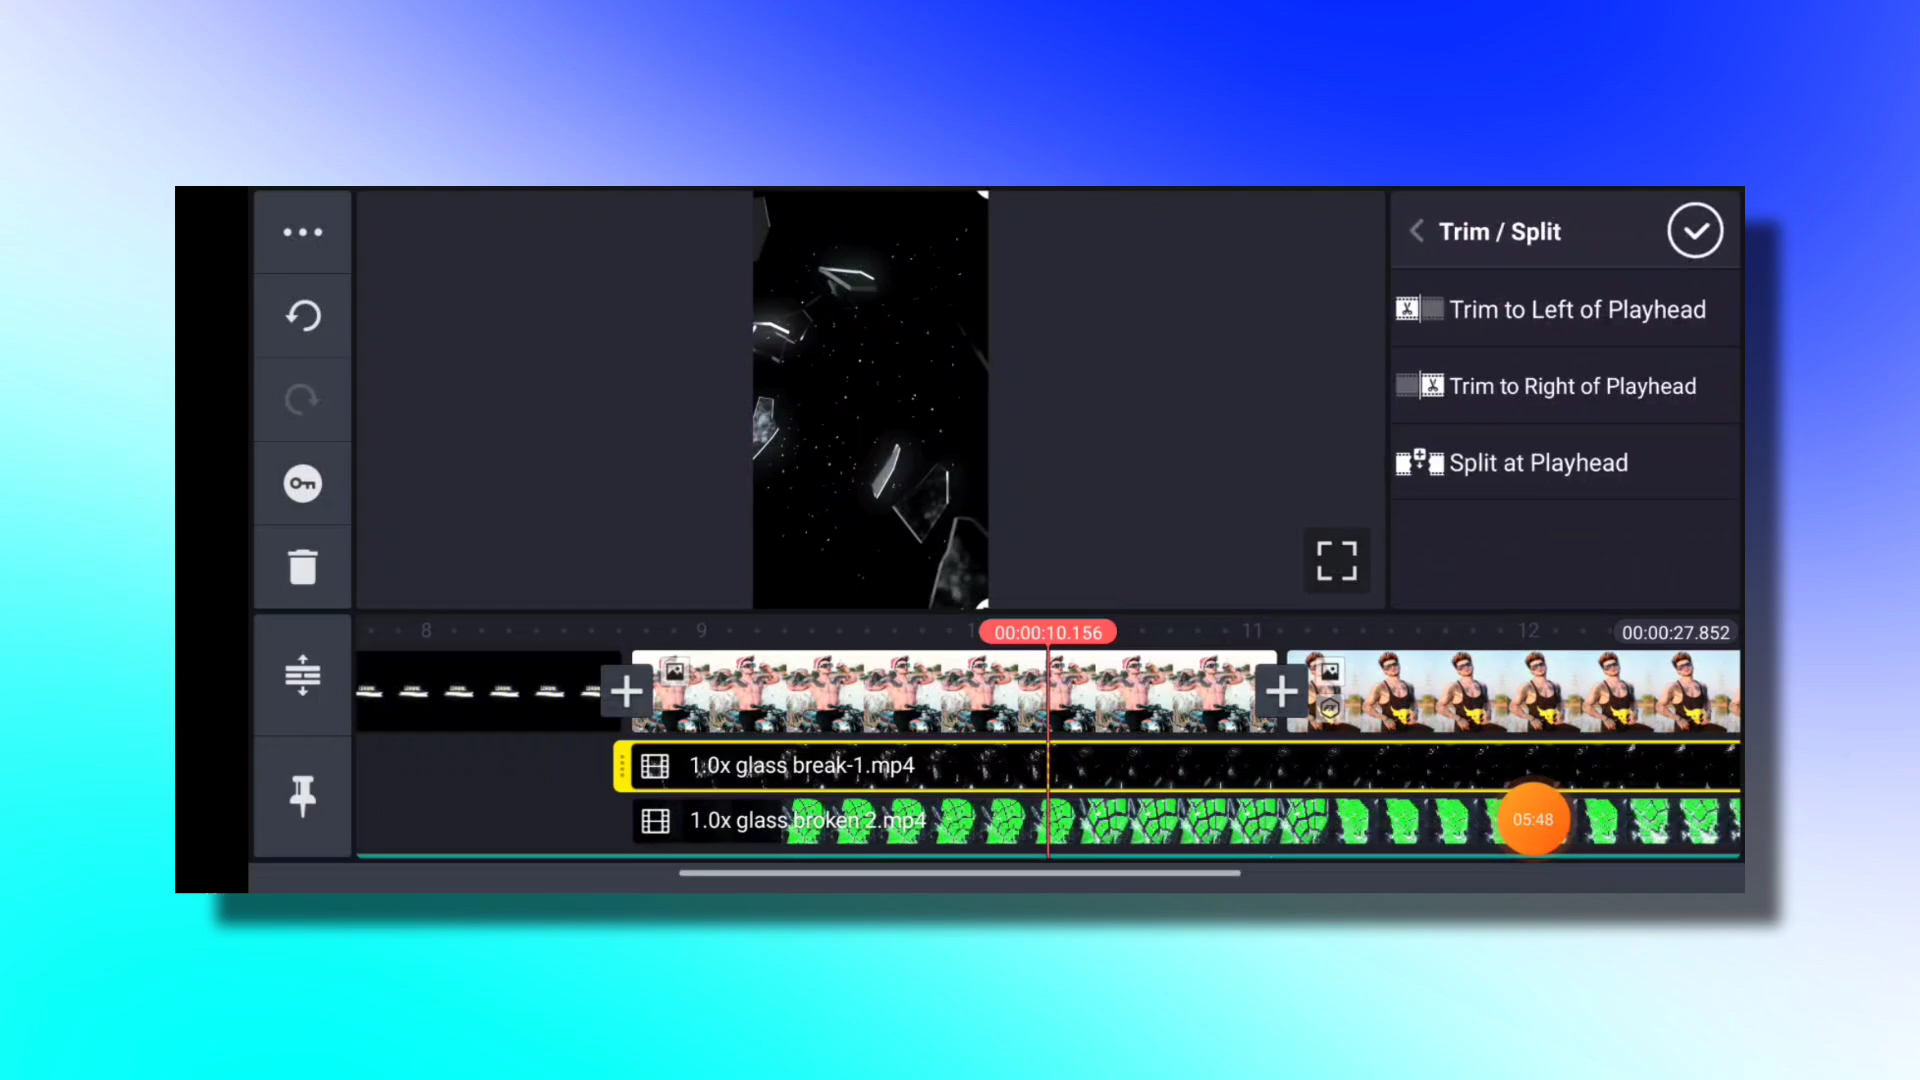 Trim / Split
Trim to Left of Playhead
Trim to Right of Playhead
Split at Playhead
8
9
00:00:10.156
11
12
00:00:27.852
1.0x glass break-1.mp4
1.0x glass broken 2.mp4
05:48